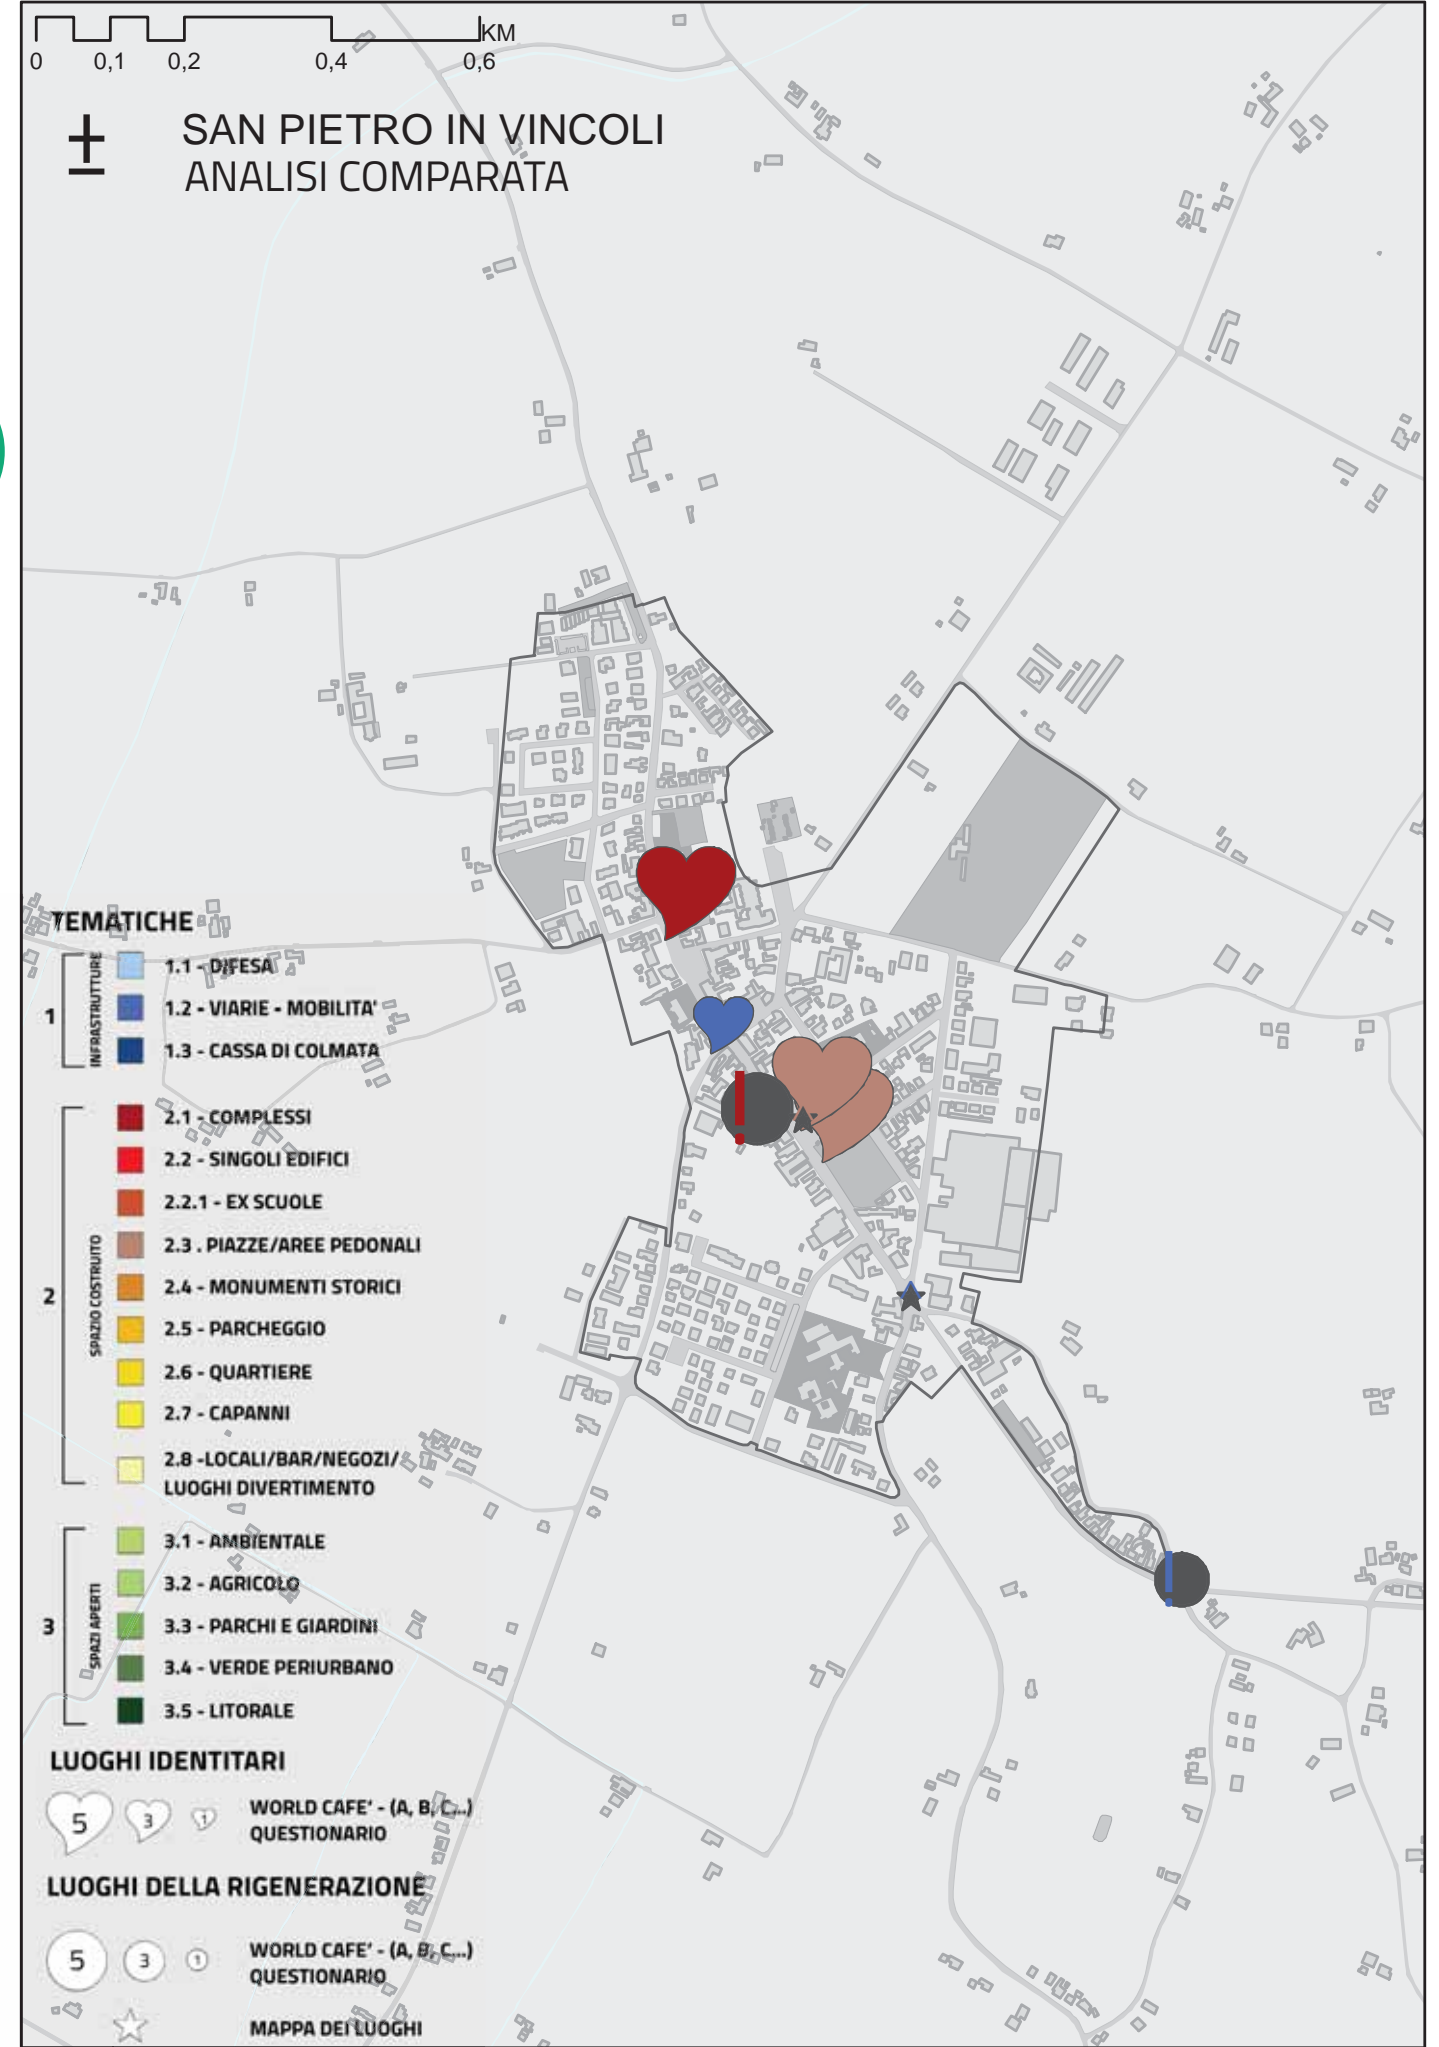 KM
0 0,1 0,2 0,4 0,6
±
SAN PIETRO IN VINCOLI
ANALISI COMPARATA
TEMATICHE
1
INFRASTRUTTURE
1.1 - DIFESA
1.2 - VIARIE - MOBILITA'
1.3 - CASSA DI COLMATA
2
SPAZIO COSTRUITO
2.1 - COMPLESSI
2.2 - SINGOLI EDIFICI
2.2.1 - EX SCUOLE
2.3 . PIAZZE/AREE PEDONALI
2.4 - MONUMENTI STORICI
2.5 - PARCHEGGIO
2.6 - QUARTIERE
2.7 - CAPANNI
2.8 -LOCALI/BAR/NEGOZI/
LUOGHI DIVERTIMENTO
3
SPAZI APERTI
3.1 - AMBIENTALE
3.2 - AGRICOLO
3.3 - PARCHI E GIARDINI
3.4 - VERDE PERIURBANO
3.5 - LITORALE
LUOGHI IDENTITARI
5 3 1
WORLD CAFE' - (A, B, C...)
QUESTIONARIO
LUOGHI DELLA RIGENERAZIONE
5 3 1
WORLD CAFE' - (A, B, C...)
QUESTIONARIO
MAPPA DEI LUOGHI